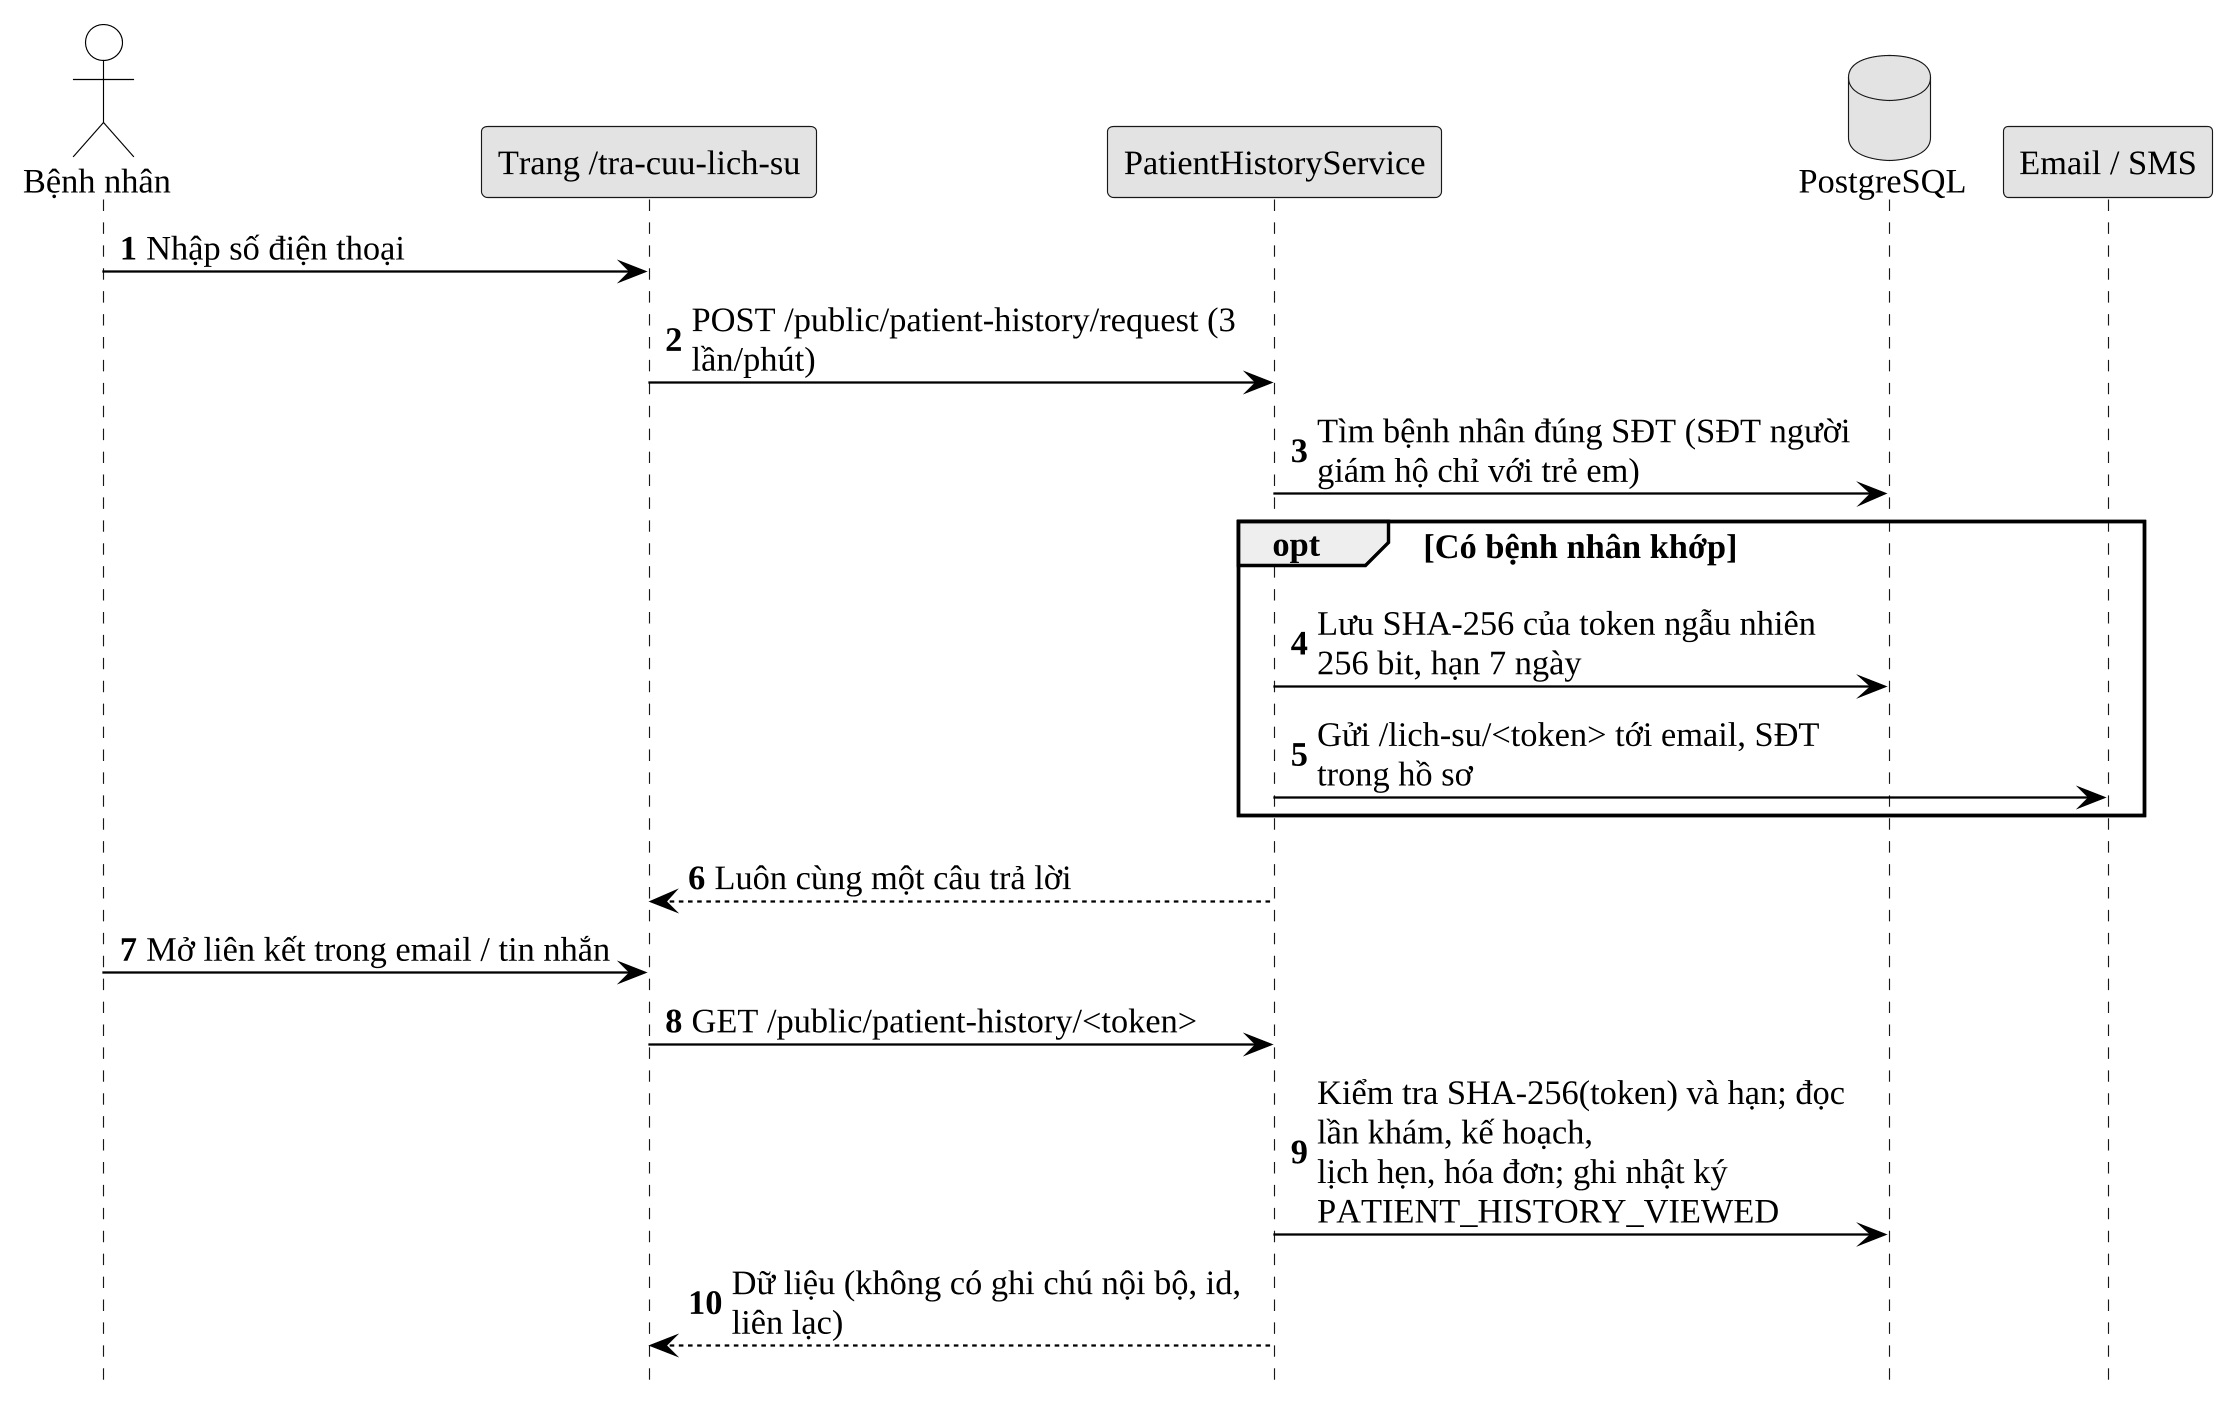 Bệnh nhân
Trang /tra-cuu-lich-su
PatientHistoryService
PostgreSQL
Email / SMS
1 Nhập số điện thoại
2 POST /public/patient-history/request (3
lần/phút)
3 Tìm bệnh nhân đúng SĐT (SĐT người
giám hộ chỉ với trẻ em)
opt [Có bệnh nhân khớp]
4 Lưu SHA-256 của token ngẫu nhiên
256 bit, hạn 7 ngày
5 Gửi /lich-su/<token> tới email, SĐT
trong hồ sơ
6 Luôn cùng một câu trả lời
7 Mở liên kết trong email / tin nhắn
8 GET /public/patient-history/<token>
9 Kiểm tra SHA-256(token) và hạn; đọc
lần khám, kế hoạch,
lịch hẹn, hóa đơn; ghi nhật ký
PATIENT_HISTORY_VIEWED
10 Dữ liệu (không có ghi chú nội bộ, id,
liên lạc)